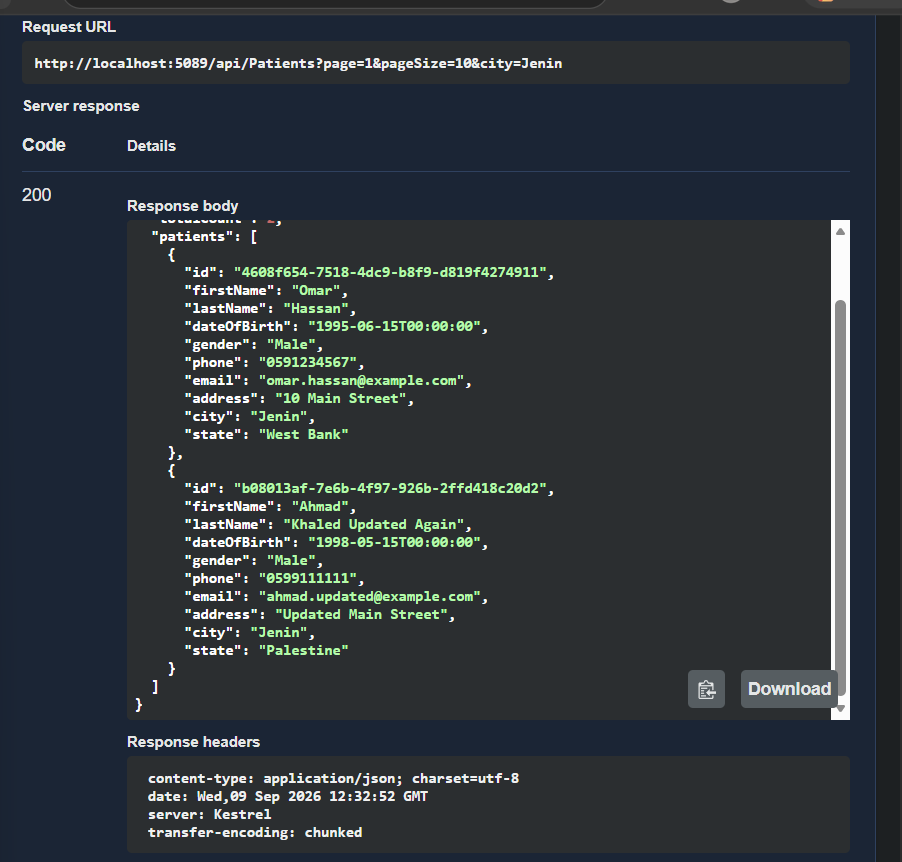 Request URL
http://localhost:5089/api/Patients?page=1&pageSize=10&city=Jenin
Server response
Code Details
200
Response body
"totalCount": 2,
"patients": [
{
"id": "4608f654-7518-4dc9-b8f9-d819f4274911",
"firstName": "Omar",
"lastName": "Hassan",
"dateOfBirth": "1995-06-15T00:00:00",
"gender": "Male",
"phone": "0591234567",
"email": "omar.hassan@example.com",
"address": "10 Main Street",
"city": "Jenin",
"state": "West Bank"
},
{
"id": "b08013af-7e6b-4f97-926b-2ffd418c20d2",
"firstName": "Ahmad",
"lastName": "Khaled Updated Again",
"dateOfBirth": "1998-05-15T00:00:00",
"gender": "Male",
"phone": "0599111111",
"email": "ahmad.updated@example.com",
"address": "Updated Main Street",
"city": "Jenin",
"state": "Palestine"
}
]
}
Download
Response headers
content-type: application/json; charset=utf-8
date: Wed,09 Sep 2026 12:32:52 GMT
server: Kestrel
transfer-encoding: chunked